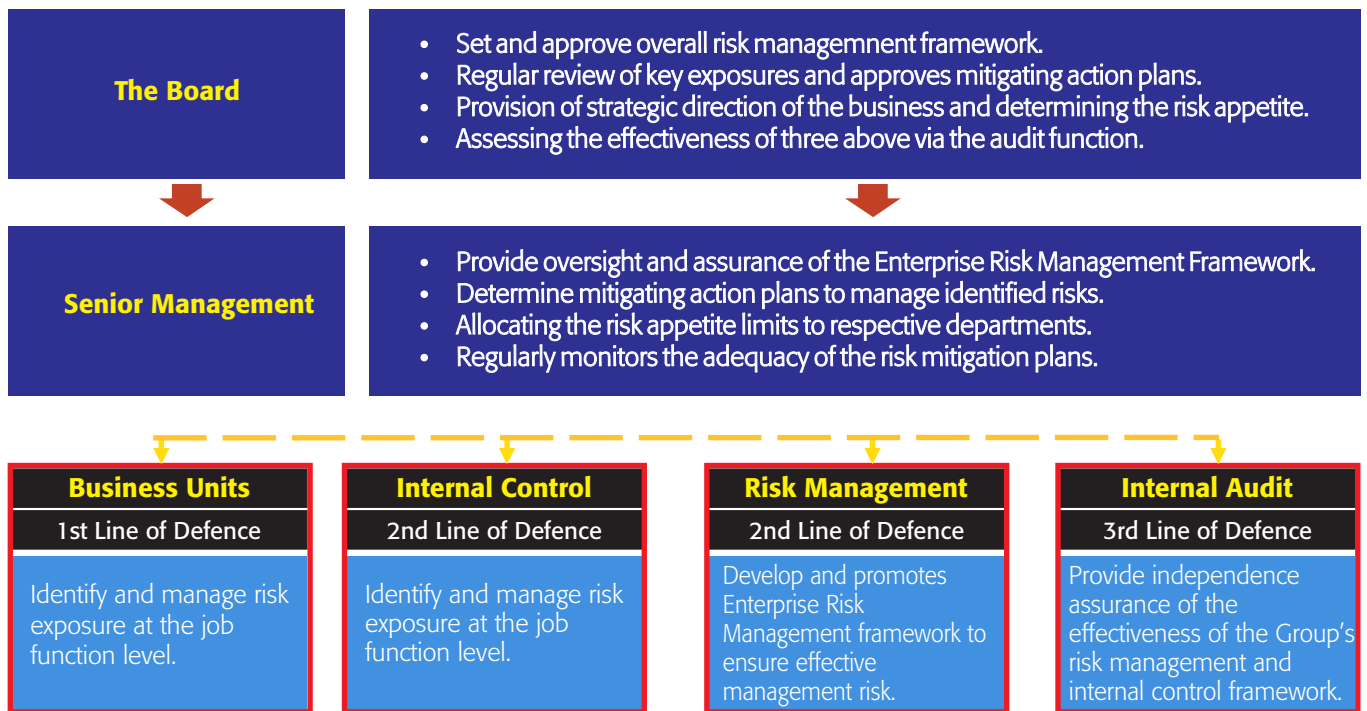 The Board
• Set and approve overall risk managemnent framework.
• Regular review of key exposures and approves mitigating action plans.
• Provision of strategic direction of the business and determining the risk appetite.
• Assessing the effectiveness of three above via the audit function.
Senior Management
• Provide oversight and assurance of the Enterprise Risk Management Framework.
• Determine mitigating action plans to manage identified risks.
• Allocating the risk appetite limits to respective departments.
• Regularly monitors the adequacy of the risk mitigation plans.
Business Units
1st Line of Defence
Identify and manage risk
exposure at the job
function level.
Internal Control
2nd Line of Defence
Identify and manage risk
exposure at the job
function level.
Risk Management
2nd Line of Defence
Develop and promotes
Enterprise Risk
Management framework to
ensure effective
management risk.
Internal Audit
3rd Line of Defence
Provide independence
assurance of the
effectiveness of the Group's
risk management and
internal control framework.